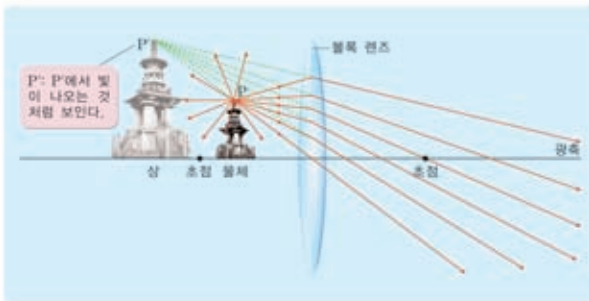 P'
볼록 렌즈
P': P'에서 빛
이 나오는 것
처럼 보인다.
P
광축
상
초점
물체
초점